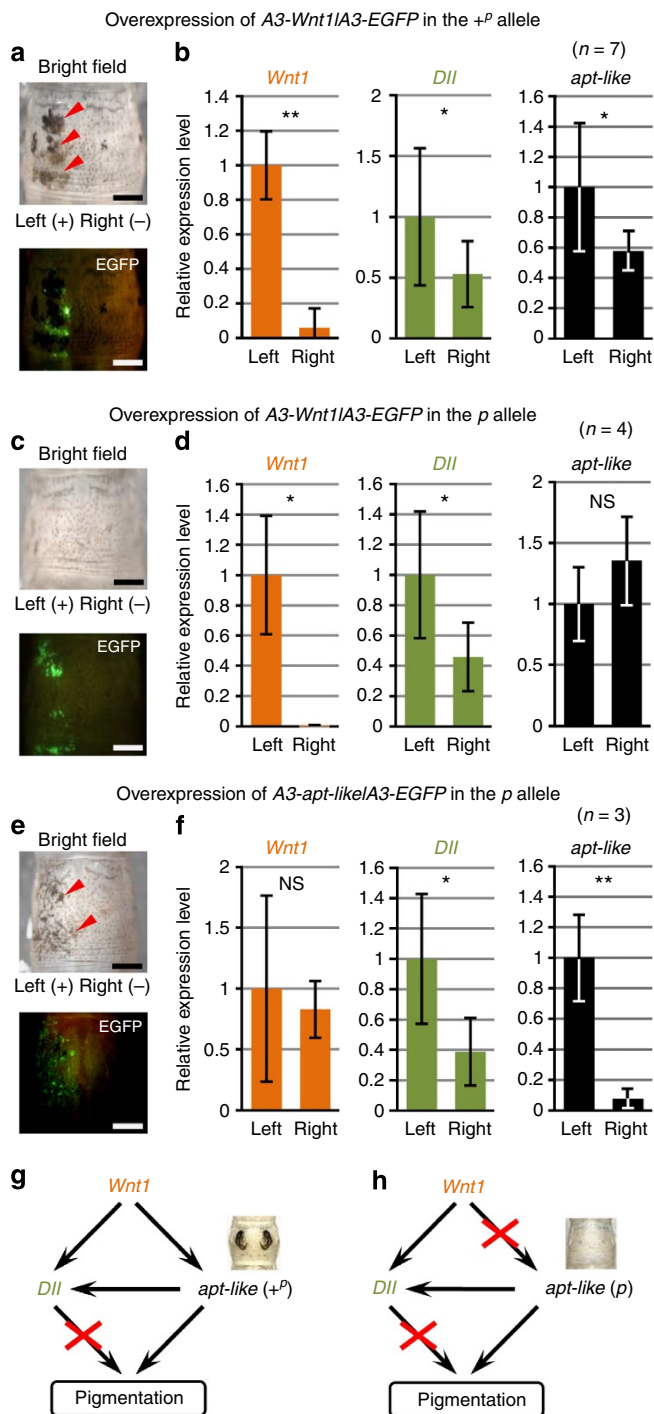 Overexpression of A3-Wnt1/A3-EGFP in the +p allele
a
Bright field
Left (+) Right (–)
EGFP
b
(n = 7)
Wnt1
Dll
apt-like
Relative expression level
1.4
1.2
1
0.8
0.6
0.4
0.2
0
**
Left Right
2
1.5
1
0.5
0
*
Left Right
1.4
1.2
1
0.8
0.6
0.4
0.2
0
*
Left Right
Overexpression of A3-Wnt1/A3-EGFP in the p allele
c
Bright field
Left (+) Right (–)
EGFP
d
(n = 4)
Wnt1
Dll
apt-like
Relative expression level
1.6
1.4
1.2
1
0.8
0.6
0.4
0.2
0
*
Left Right
1.6
1.4
1.2
1
0.8
0.6
0.4
0.2
0
*
Left Right
2
1.5
1
0.5
0
NS
Left Right
Overexpression of A3-apt-like/A3-EGFP in the p allele
e
Bright field
Left (+) Right (–)
EGFP
f
(n = 3)
Wnt1
Dll
apt-like
Relative expression level
2
1.5
1
0.5
0
NS
Left Right
1.6
1.4
1.2
1
0.8
0.6
0.4
0.2
0
*
Left Right
1.6
1.4
1.2
1
0.8
0.6
0.4
0.2
0
**
Left Right
g
Wnt1
Dll
apt-like (+p)
Pigmentation
h
Wnt1
Dll
apt-like (p)
Pigmentation